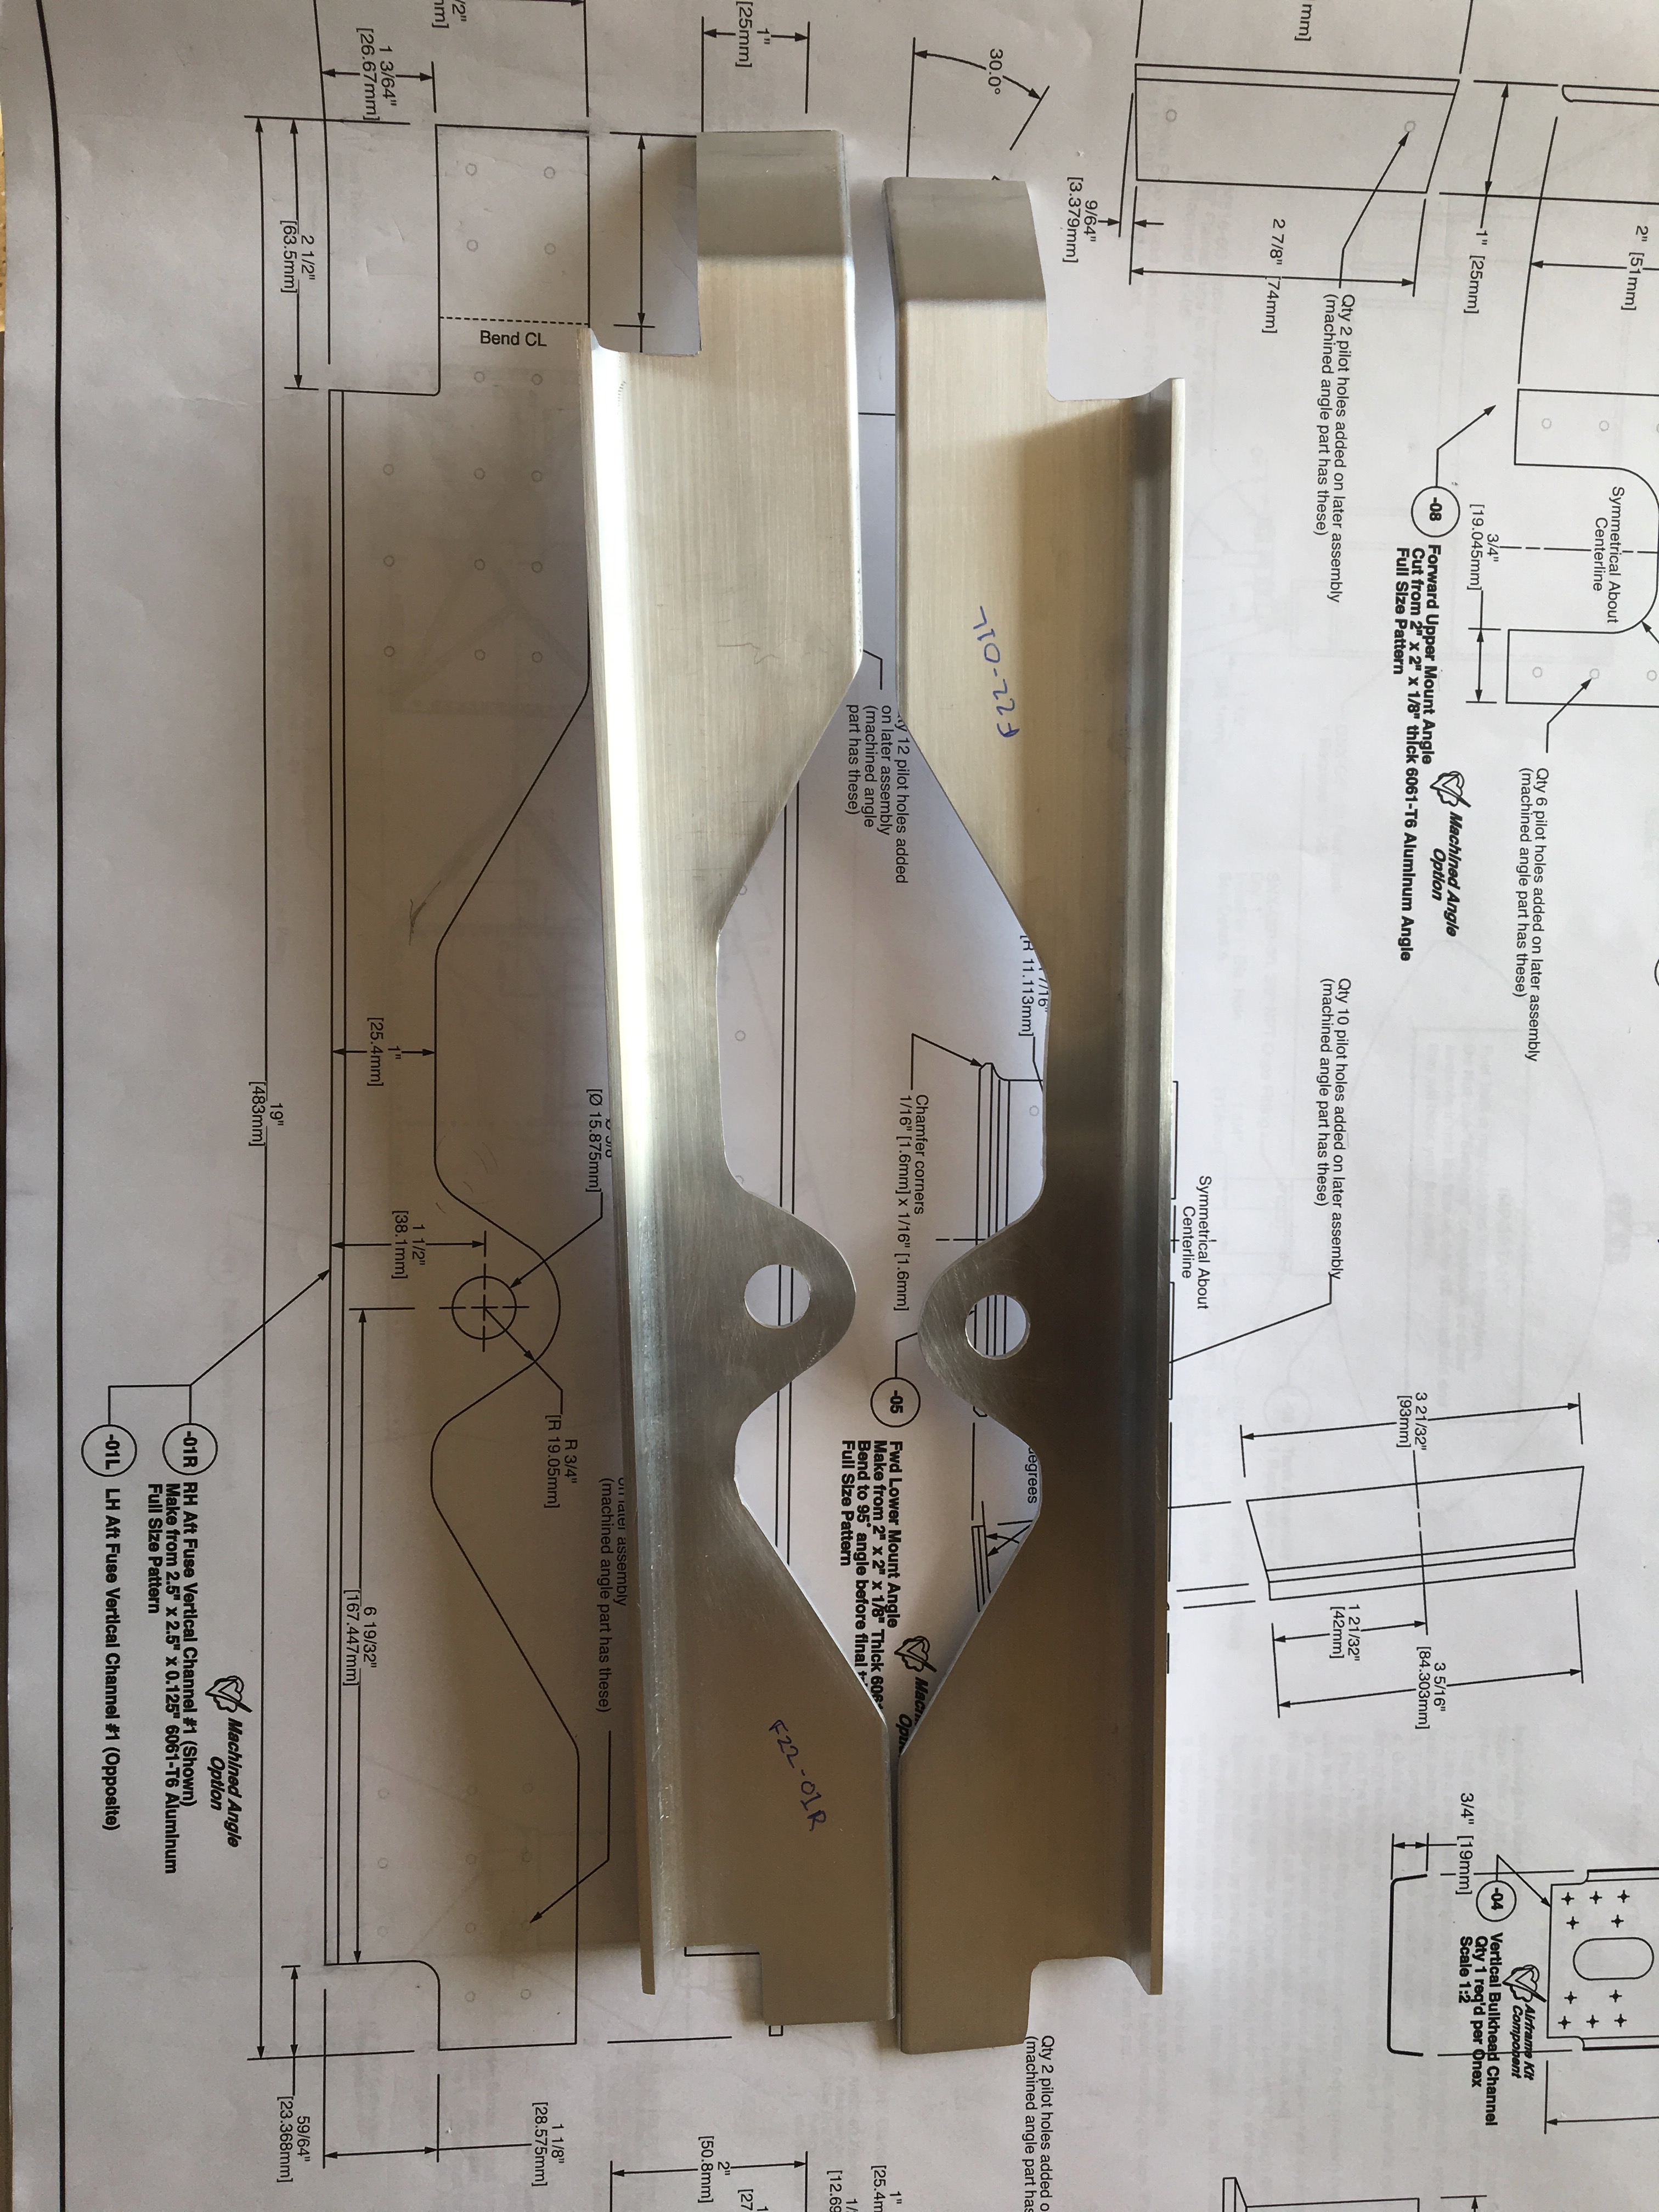 1 3/64"
[26.67mm]
1"
[25mm]
30.0°
9/64"
[3.379mm]
2 7/8" [74mm]
1" [25mm]
2" [51mm]
2 1/2"
[63.5mm]
Bend CL
Qty 2 pilot holes added on later assembly
(machined angle part has these)
Symmetrical About
Centerline
3/4"
[19.045mm]
-08
Forward Upper Mount Angle
Cut from 2" x 2" x 1/8" thick 6061-T6 Aluminum Angle
Full Size Pattern
Machined Angle
Option
Qty 6 pilot holes added on later assembly
(machined angle part has these)
F22-01L
12 pilot holes added
on later assembly
(machined angle
part has these)
[R 11.113mm]
Qty 10 pilot holes added on later assembly
(machined angle part has these)
Chamfer corners
1/16" [1.6mm] x 1/16" [1.6mm]
Symmetrical About
Centerline
1"
[25.4mm]
19"
[483mm]
[Ø 15.875mm]
1 1/2"
[38.1mm]
R 3/4"
[R 19.05mm]
-05
Fwd Lower Mount Angle
Make from 2" x 2" x 1/8" Thick 606
Bend to 95° angle before final
Full Size Pattern
3 21/32"
[93mm]
1 21/32"
[42mm]
3 5/16"
[84.303mm]
on later assembly
(machined angle part has these)
6 19/32"
[167.447mm]
-01R
RH Aft Fuse Vertical Channel #1 (Shown)
Make from 2.5" x 2.5" x 0.125" 6061-T6 Aluminum
Full Size Pattern
-01L
LH Aft Fuse Vertical Channel #1 (Opposite)
Machined Angle
Option
F22-01R
3/4" [19mm]
-04
Vertical Bulkhead Channel
Qty 1 req'd per Onex
Scale 1:2
Airframe Kit
Component
Qty 2 pilot holes added
(machined angle part has
59/64"
[23.368mm]
1 1/8"
[28.575mm]
2"
[50.8mm]
1"